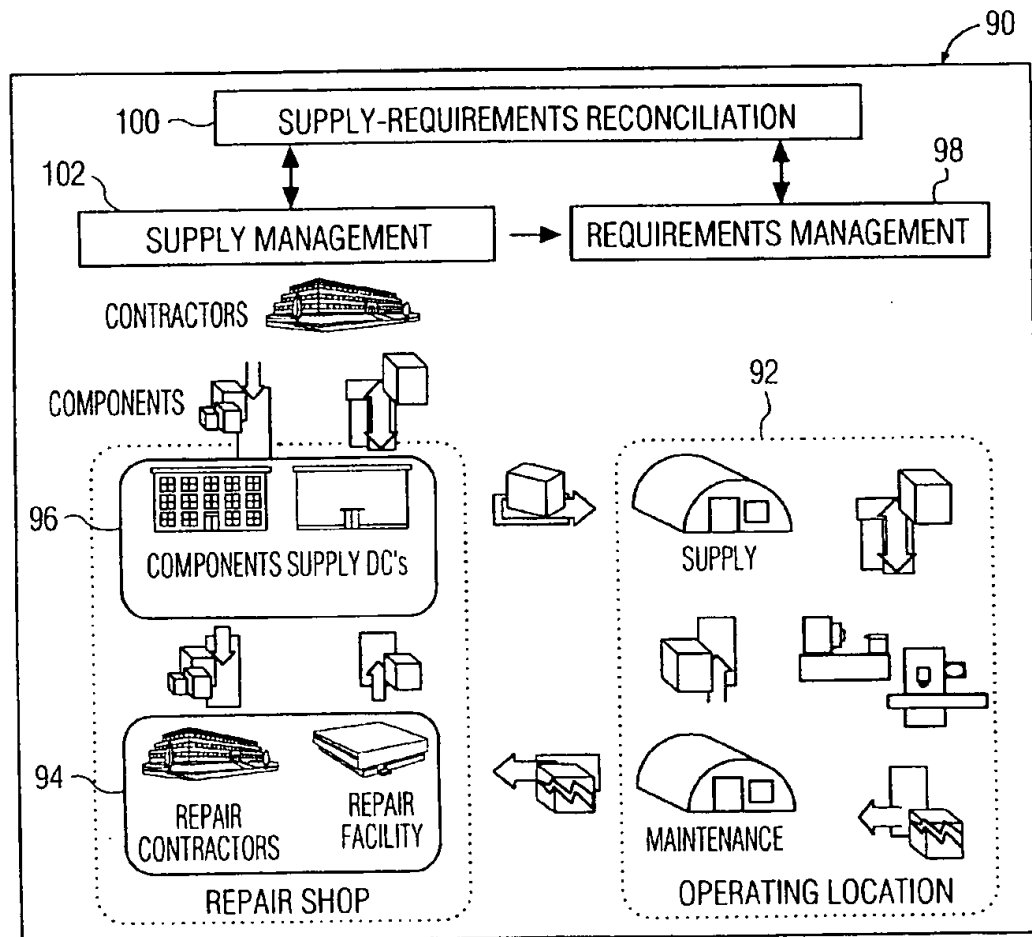 90
100
SUPPLY-REQUIREMENTS RECONCILIATION
102
98
SUPPLY MANAGEMENT
REQUIREMENTS MANAGEMENT
CONTRACTORS
COMPONENTS
92
96
COMPONENTS SUPPLY DC's
SUPPLY
94
REPAIR
CONTRACTORS
REPAIR
FACILITY
MAINTENANCE
REPAIR SHOP
OPERATING LOCATION